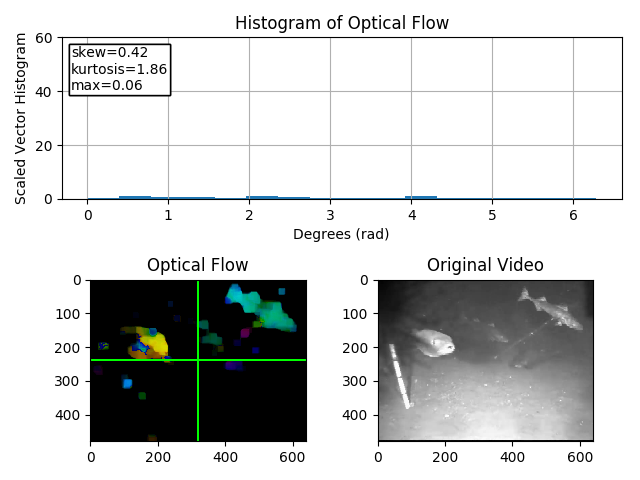 Histogram of Optical Flow
Scaled Vector Histogram
60
40
20
0
skew=0.42
kurtosis=1.86
max=0.06
0 1 2 3 4 5 6
Degrees (rad)
Optical Flow
0
100
200
300
400
0 200 400 600
Original Video
0
100
200
300
400
0 200 400 600